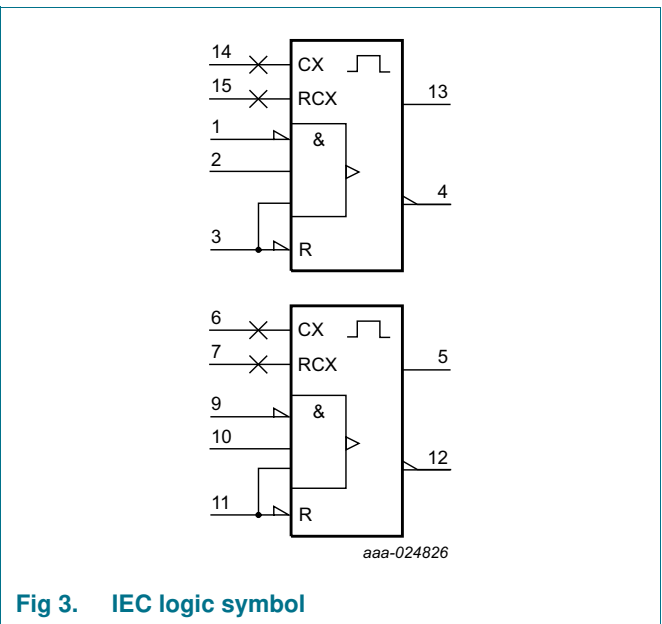 14 CX
15 RCX 13
1 &
2
4
3 R
6 CX
7 RCX 5
9 &
10
12
11 R
aaa-024826
Fig 3. IEC logic symbol